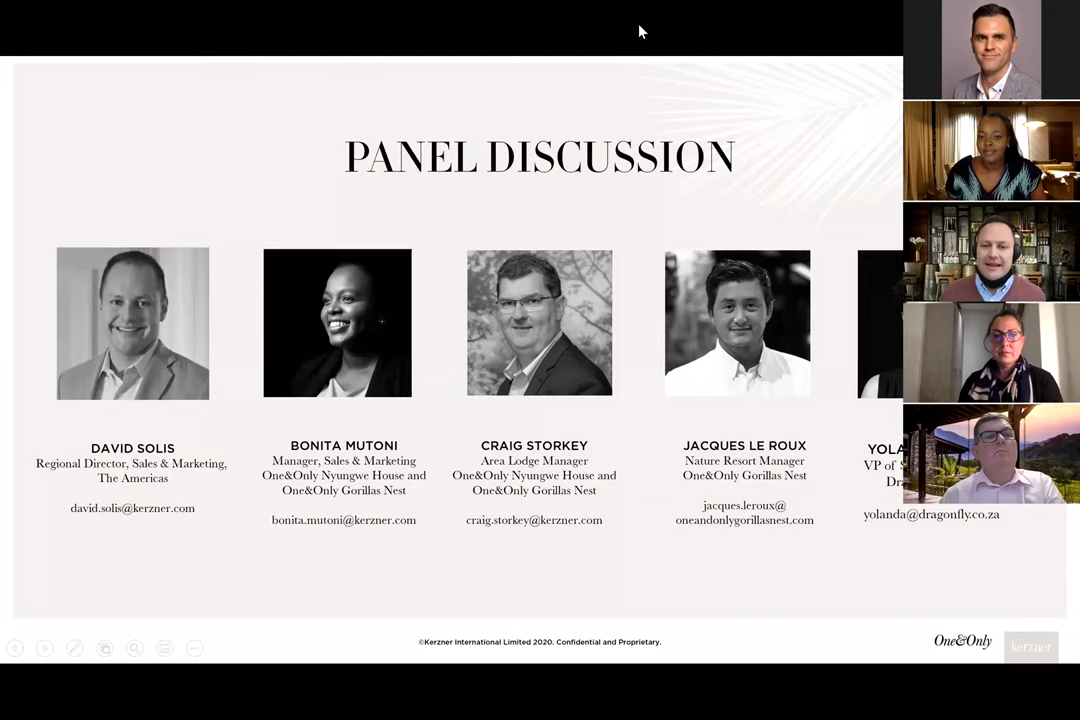 PANEL DISCUSSION
DAVID SOLIS
Regional Director, Sales & Marketing,
The Americas
david.solis@kerzner.com
BONITA MUTONI
Manager, Sales & Marketing
One&Only Nyungwe House and
One&Only Gorillas Nest
bonita.mutoni@kerzner.com
CRAIG STORKEY
Area Lodge Manager
One&Only Nyungwe House and
One&Only Gorillas Nest
craig.storkey@kerzner.com
JACQUES LE ROUX
Nature Resort Manager
One&Only Gorillas Nest
jacques.leroux@
oneandonlygorillasnest.com
VP of
yolanda@dragonfly.co.za
©Kerzner International Limited 2020. Confidential and Proprietary.
One&Only
kerzner